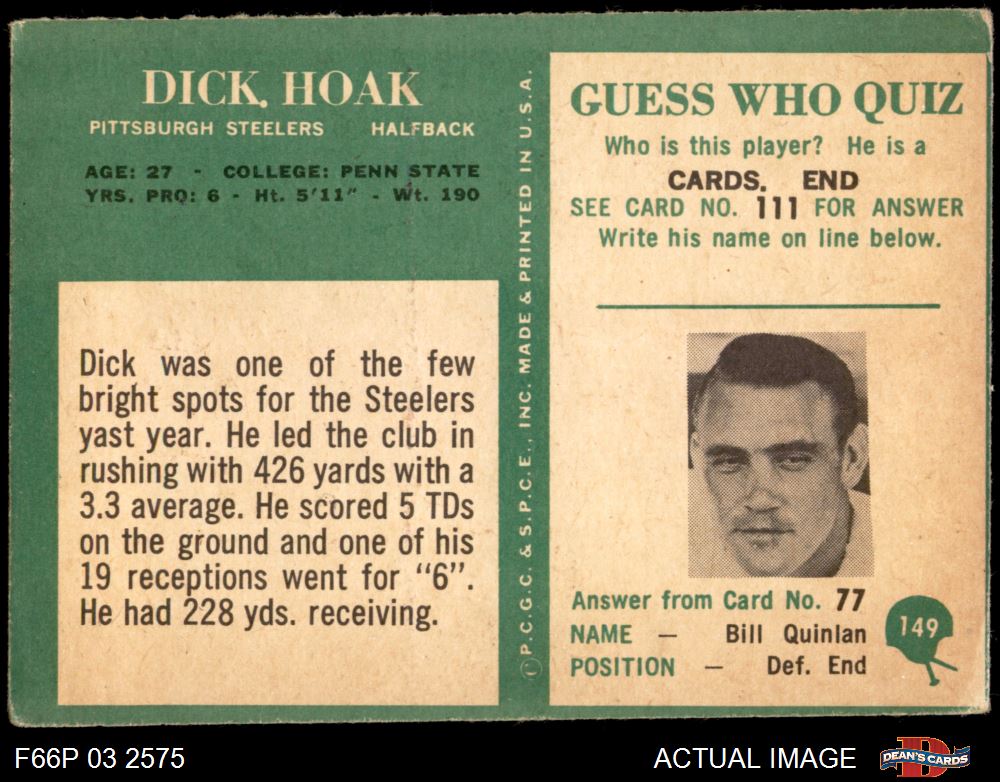 DICK. HOAK
PITTSBURGH STEELERS HALFBACK
AGE: 27 - COLLEGE: PENN STATE
YRS. PRO: 6 - Ht. 5'11" - Wt. 190
Dick was one of the few
bright spots for the Steelers
yast year. He led the club in
rushing with 426 yards with a
3.3 average. He scored 5 TDs
on the ground and one of his
19 receptions went for "6".
He had 228 yds. receiving.
©P.C.G.C. & S.P.C.E., INC. MADE & PRINTED IN U.S.A.
GUESS WHO QUIZ
Who is this player? He is a
CARDS. END
SEE CARD NO. 111 FOR ANSWER
Write his name on line below.
Answer from Card No. 77
NAME — Bill Quinlan
POSITION — Def. End
149
F66P 03 2575
ACTUAL IMAGE
D
DEAN'S CARDS